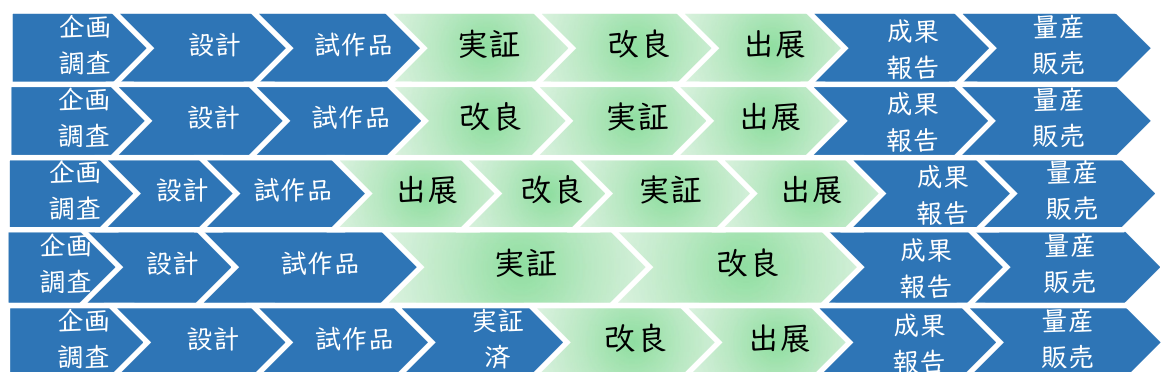 企画
調査
設計
試作品
実証
改良
出展
成果
報告
量産
販売
企画
調査
設計
試作品
改良
実証
出展
成果
報告
量産
販売
企画
調査
設計
試作品
出展
改良
実証
出展
成果
報告
量産
販売
企画
調査
設計
試作品
実証
改良
成果
報告
量産
販売
企画
調査
設計
試作品
実証
済
改良
出展
成果
報告
量産
販売